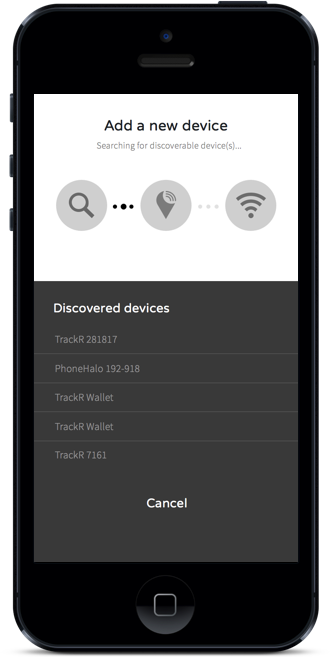 Add a new device
Searching for discoverable device(s)...
Discovered devices
TrackR 281817
PhoneHalo 192-918
TrackR Wallet
TrackR Wallet
TrackR 7161
Cancel